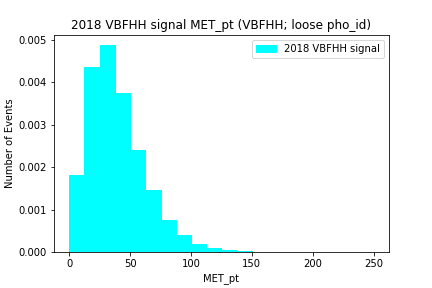 2018 VBFHH signal MET_pt (VBFHH; loose pho_id)
2018 VBFHH signal
Number of Events
0.005
0.004
0.003
0.002
0.001
0.000
0 50 100 150 200 250
MET_pt